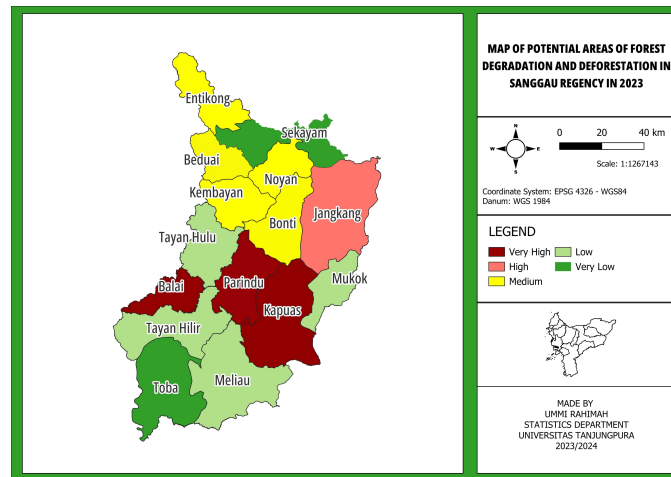 MAP OF POTENTIAL AREAS OF FOREST
DEGRADATION AND DEFORESTATION IN
SANGGAU REGENCY IN 2023
N
W E
S
0 20 40 km
Scale: 1:1267143
Coordinate System: EPSG 4326 - WGS84
Danum: WGS 1984
LEGEND
Very High Low
High Very Low
Medium
MADE BY
UMMI RAHIMAH
STATISTICS DEPARTMENT
UNIVERSITAS TANJUNGPURA
2023/2024
Entikong
Sekayam
Beduai
Noyan
Kembayan
Bonti
Jangkang
Tayan Hulu
Balai
Parindu
Mukok
Kapuas
Tayan Hilir
Toba
Meliau